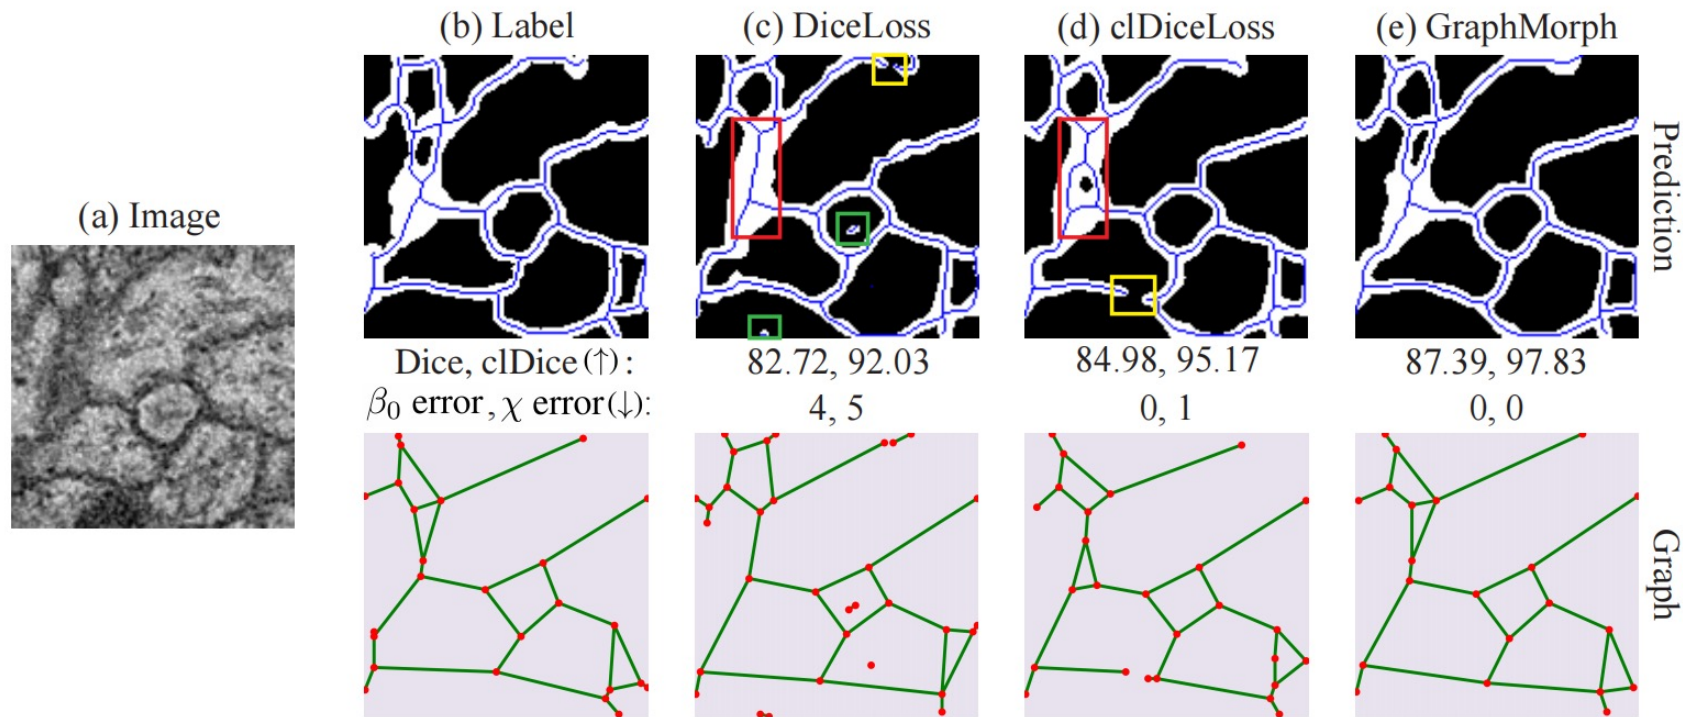 (b) Label (c) DiceLoss (d) clDiceLoss (e) GraphMorph
Prediction
(a) Image
Dice, clDice (↑) : 82.72, 92.03 84.98, 95.17 87.39, 97.83
β₀ error, χ error(↓): 4, 5 0, 1 0, 0
Graph